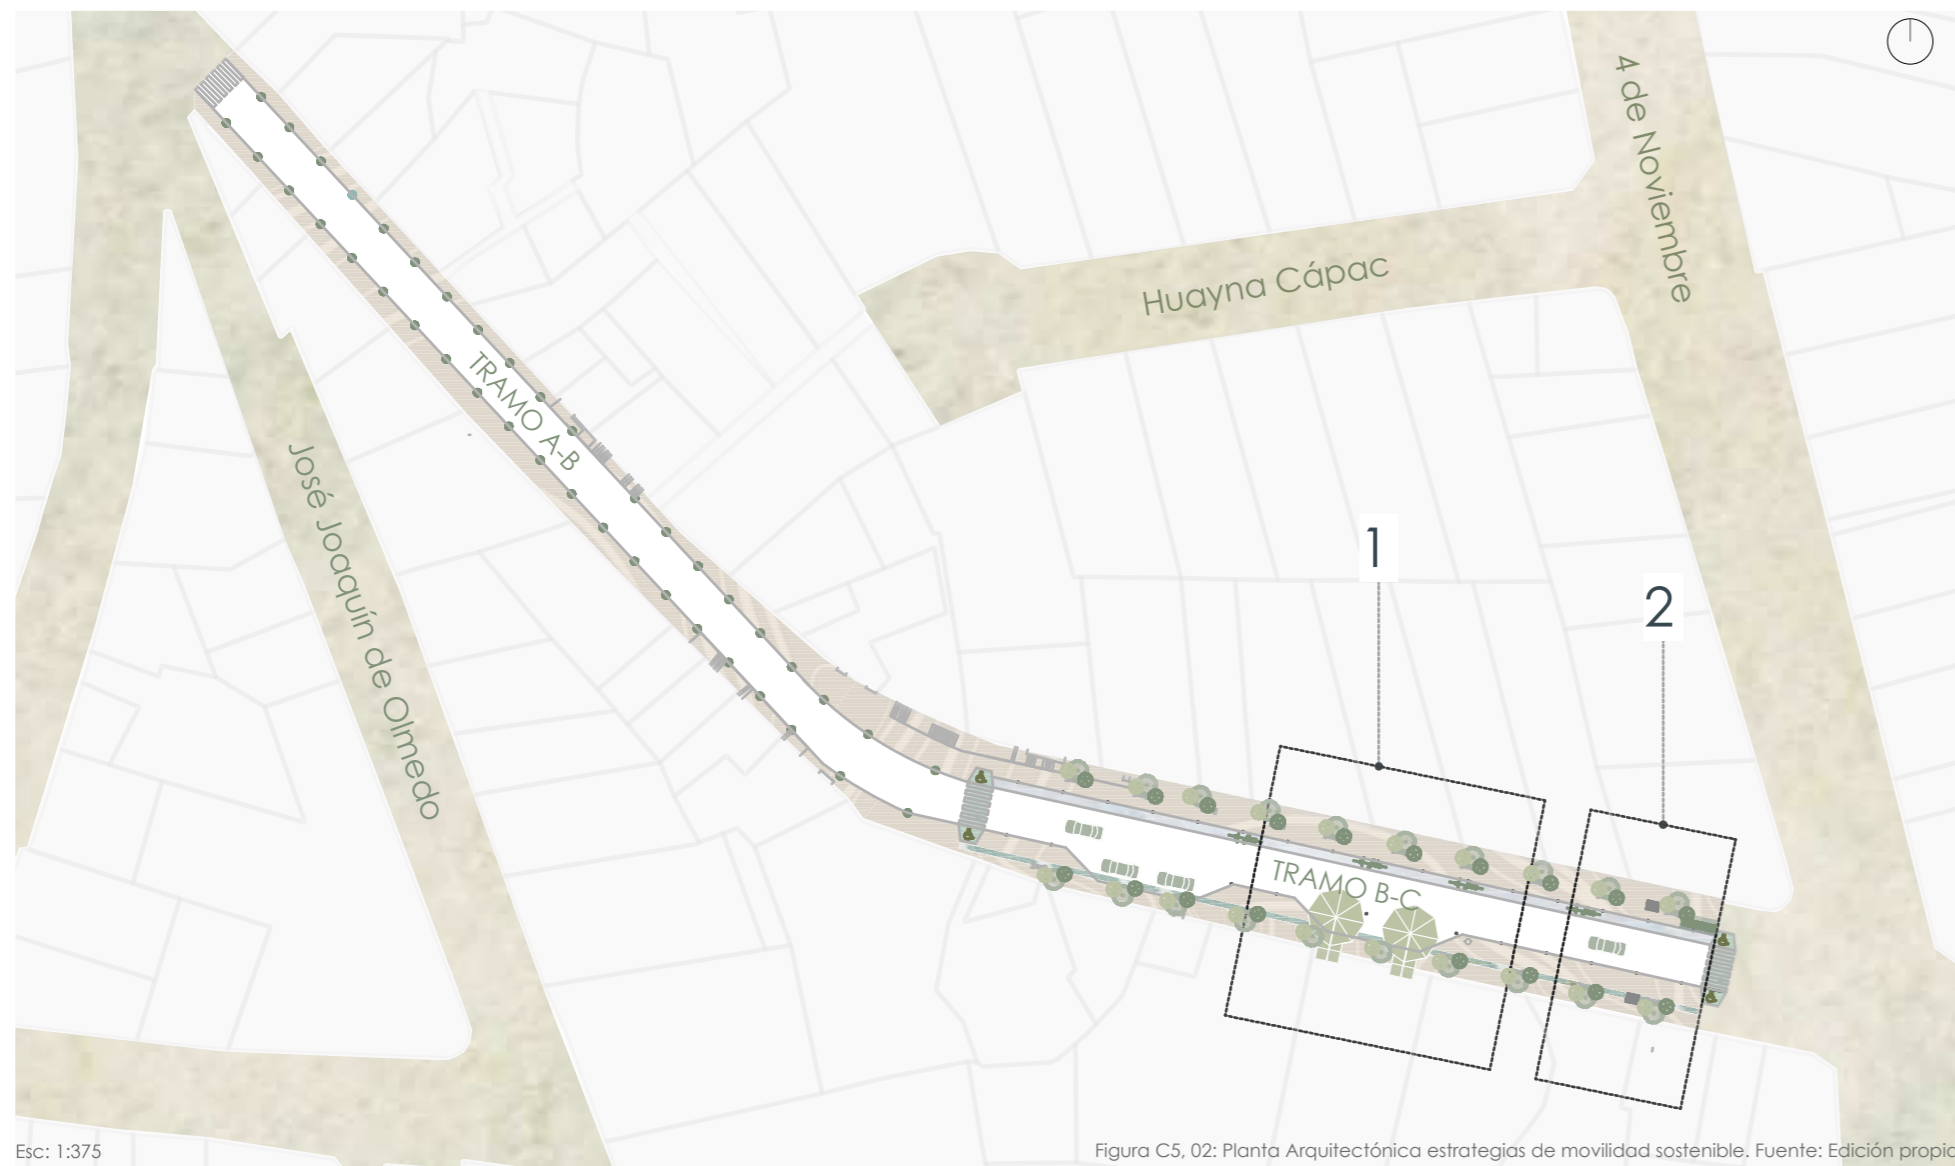 4 de Noviembre
Huayna Cápac
TRAMO A-B
José Joaquín de Olmedo
1
2
TRAMO B-C
Esc: 1:375
Figura C5, 02: Planta Arquitectónica estrategias de movilidad sostenible. Fuente: Edición propia